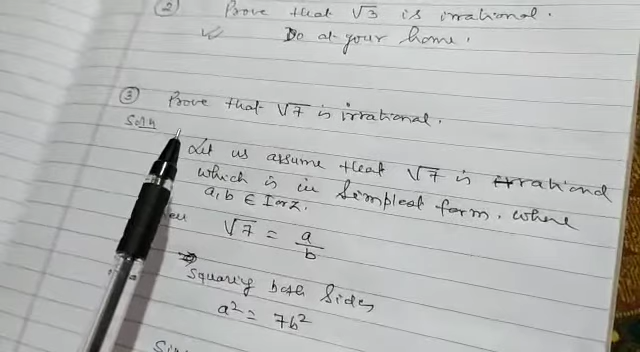 ② Prove that √3 is irrational.
Do at your home.
③ Prove that √7 is irrational.
Soln
Let us assume that √7 is rational
which is in simplest form. where
a, b ∈ I or Z.
√7 = a/b
Squaring both sides
a² = 7b²